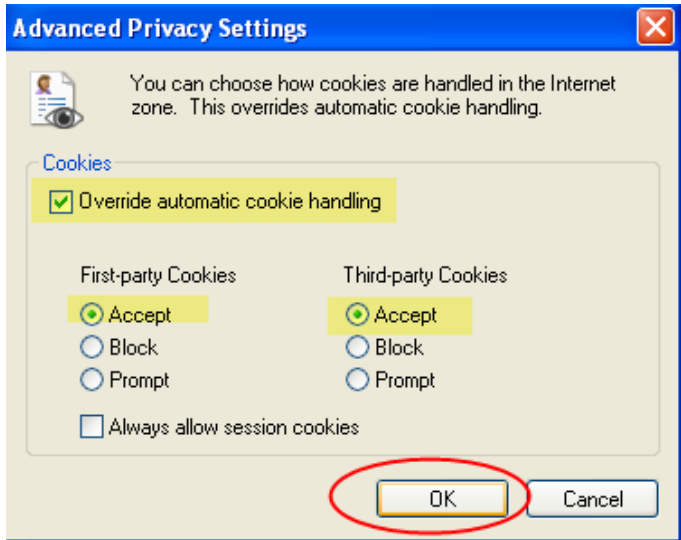 Advanced Privacy Settings
You can choose how cookies are handled in the Internet
zone. This overrides automatic cookie handling.
Cookies
Override automatic cookie handling
First-party Cookies
Third-party Cookies
Accept
Accept
Block
Block
Prompt
Prompt
Always allow session cookies
OK
Cancel